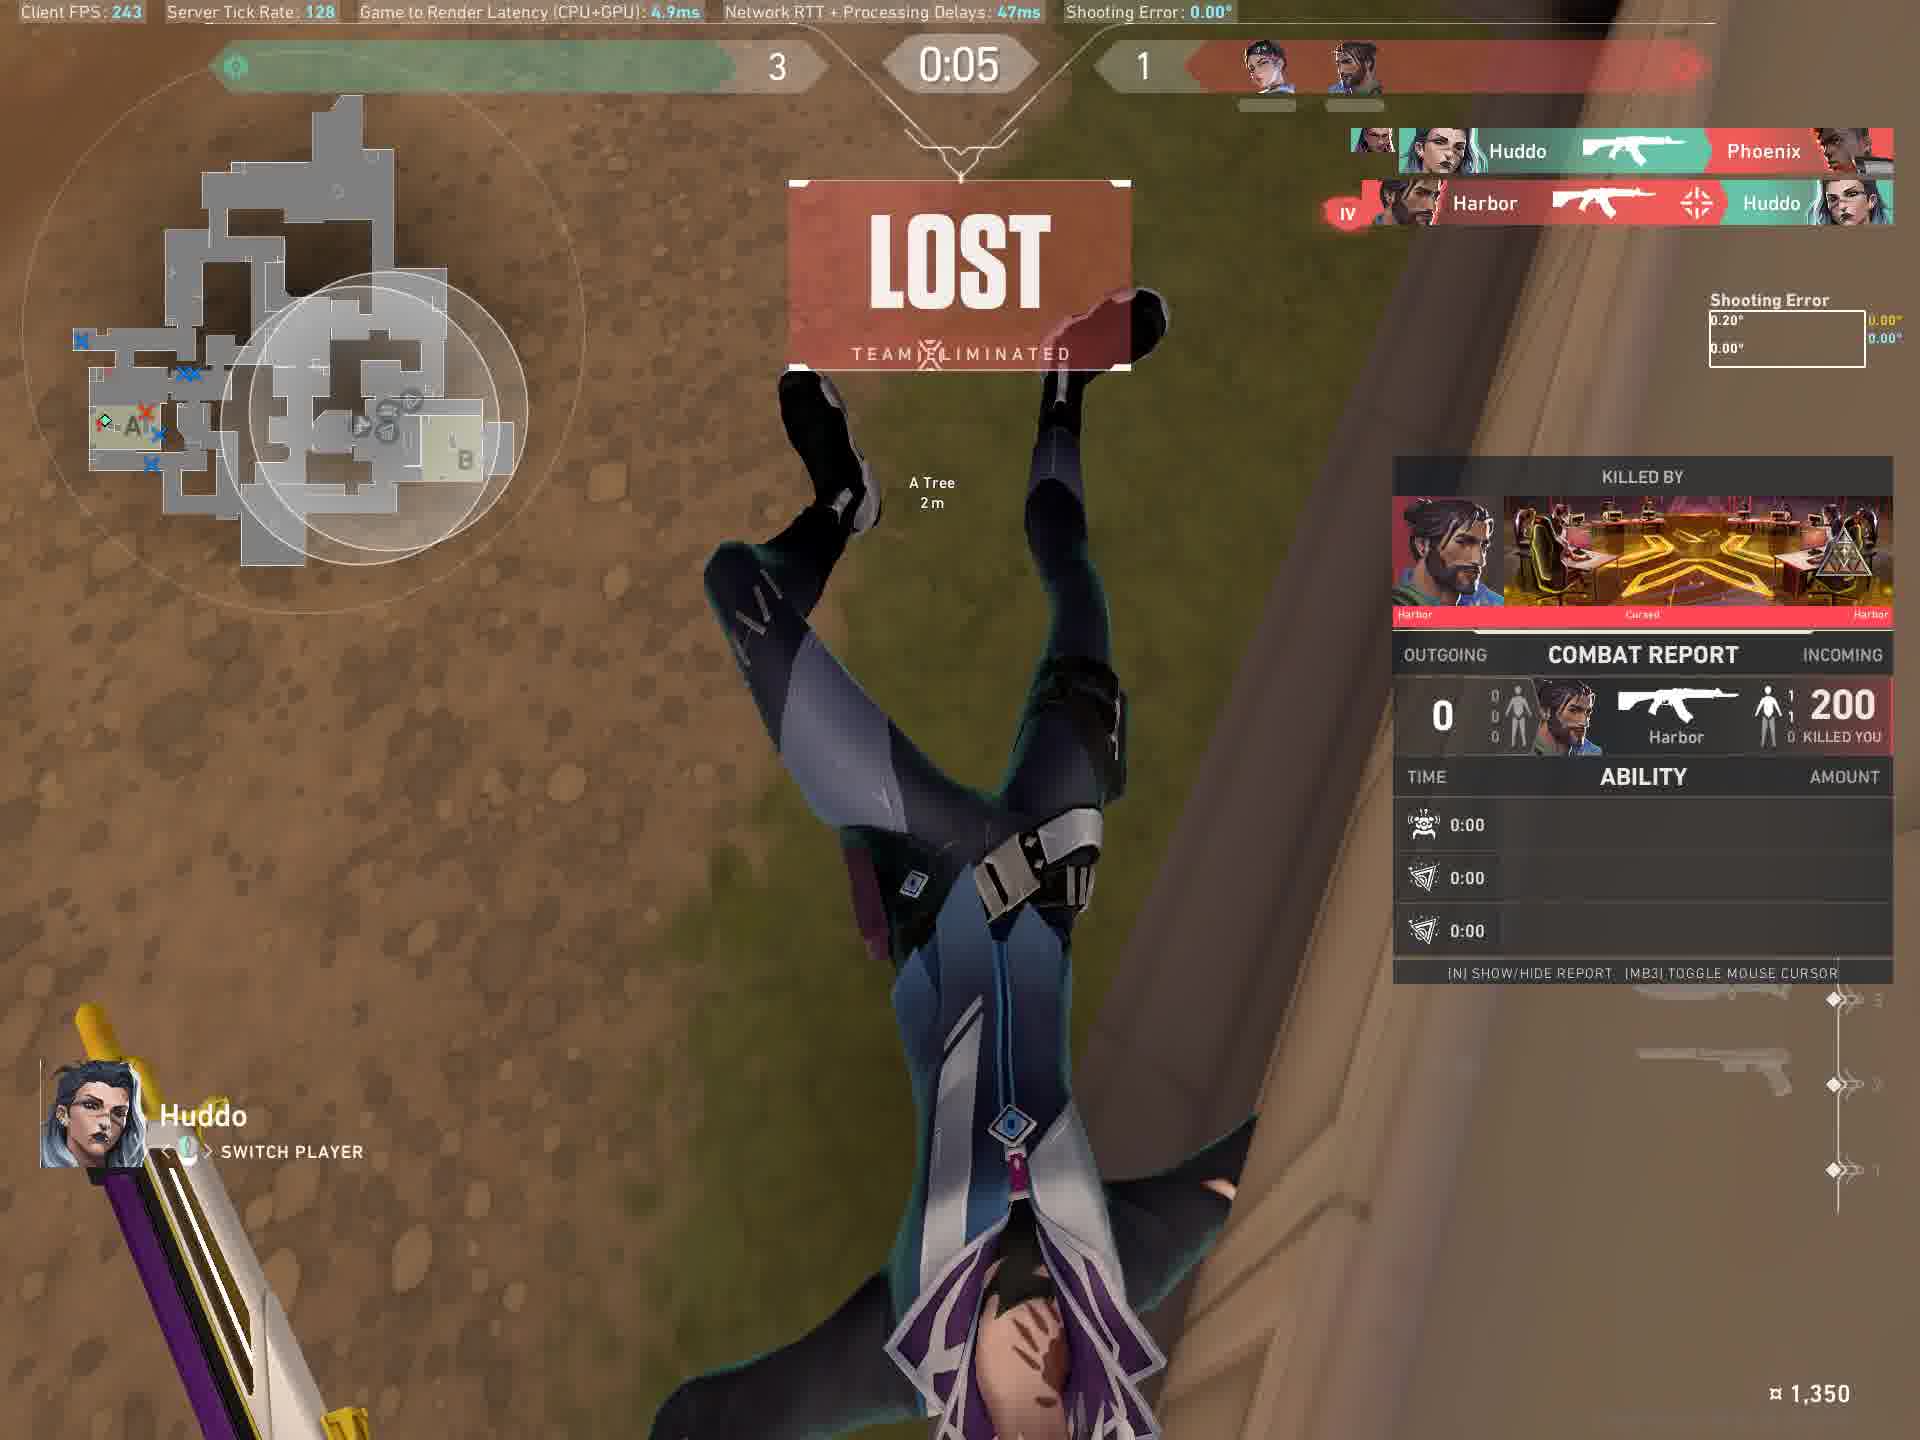 Client FPS: 243 Server Tick Rate: 128 Game to Render Latency (CPU+GPU): 4.9ms Network RTT + Processing Delays: 47ms Shooting Error: 0.00°
3 0:05 1
Huddo Phoenix
IV Harbor Huddo
LOST
TEAM ELIMINATED
Shooting Error
0.20° 0.00°
0.00° 0.00°
A
B
A Tree
2 m
KILLED BY
Harbor Cursed Harbor
OUTGOING COMBAT REPORT INCOMING
0 0 0 0 Harbor 1 1 0 200 KILLED YOU
TIME ABILITY AMOUNT
0:00
0:00
0:00
[N] SHOW/HIDE REPORT [MB3] TOGGLE MOUSE CURSOR
3
2
1
Huddo
< > SWITCH PLAYER
¤ 1,350